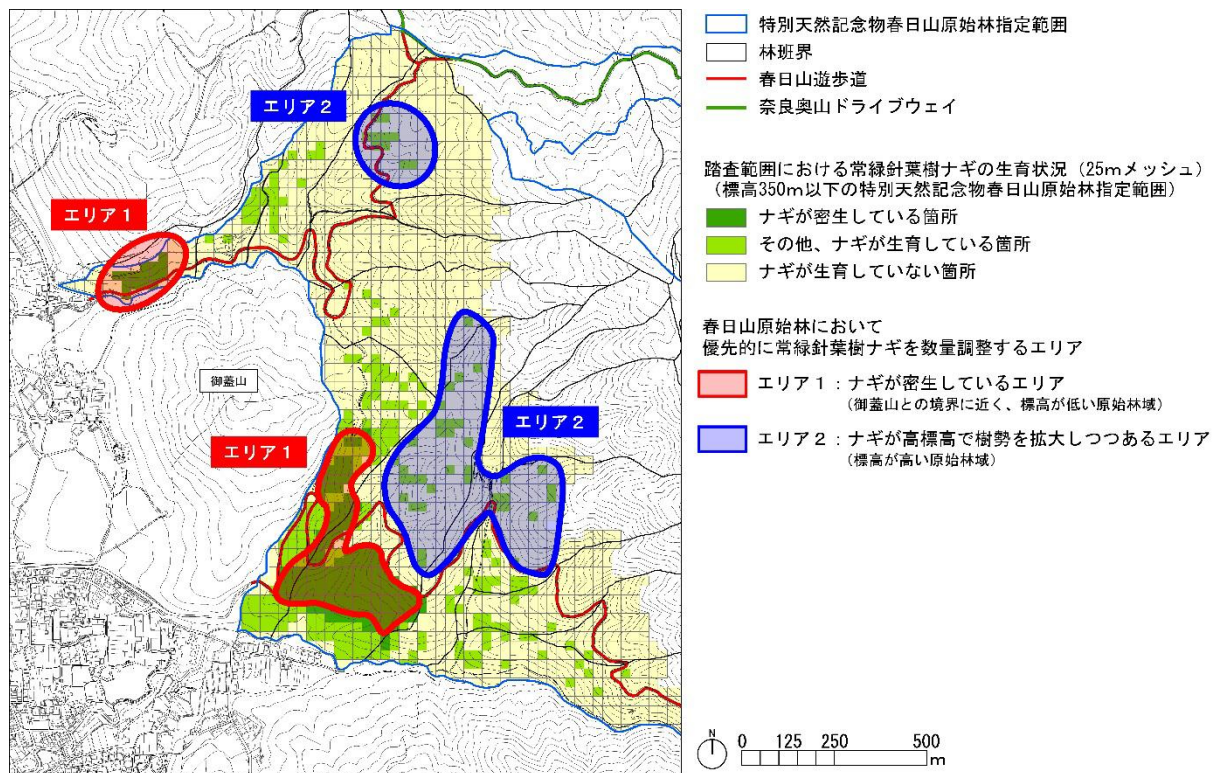 エリア2
エリア1
御蓋山
エリア1
エリア2
特別天然記念物春日山原始林指定範囲
林班界
春日山遊歩道
奈良奥山ドライブウェイ
踏査範囲における常緑針葉樹ナギの生育状況（25mメッシュ）
（標高350m以下の特別天然記念物春日山原始林指定範囲）
ナギが密生している箇所
その他、ナギが生育している箇所
ナギが生育していない箇所
春日山原始林において
優先的に常緑針葉樹ナギを数量調整するエリア
エリア1：ナギが密生しているエリア
（御蓋山との境界に近く、標高が低い原始林域）
エリア2：ナギが高標高で樹勢を拡大しつつあるエリア
（標高が高い原始林域）
N
0 125 250 500
m